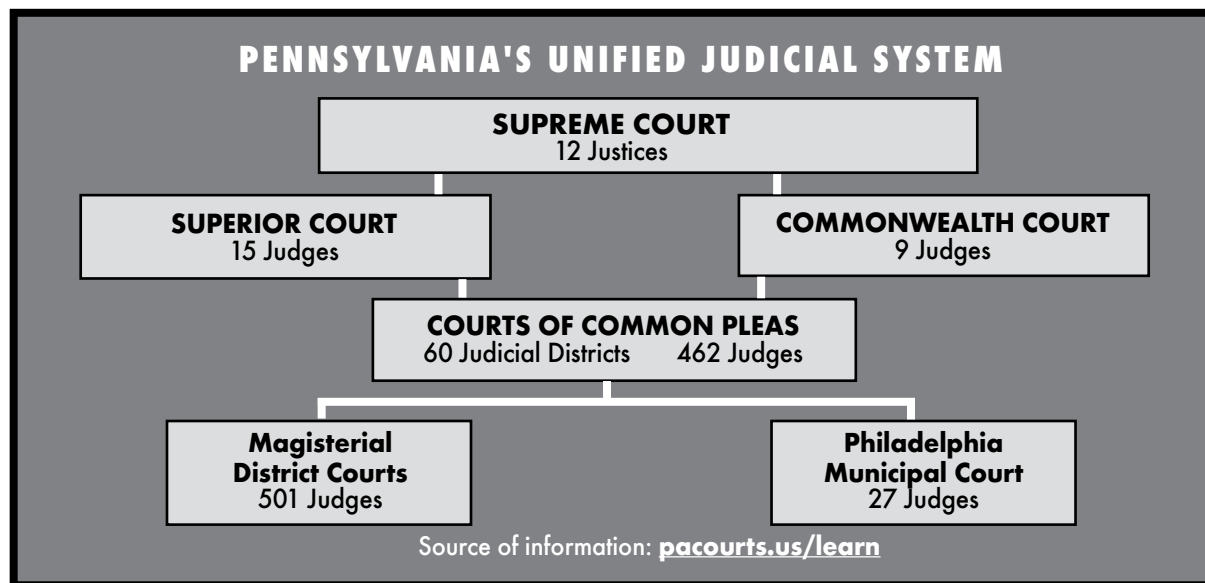 PENNSYLVANIA'S UNIFIED JUDICIAL SYSTEM
SUPREME COURT
12 Justices
SUPERIOR COURT
15 Judges
COMMONWEALTH COURT
9 Judges
COURTS OF COMMON PLEAS
60 Judicial Districts 462 Judges
Magisterial
District Courts
501 Judges
Philadelphia
Municipal Court
27 Judges
Source of information: pacourts.us/learn